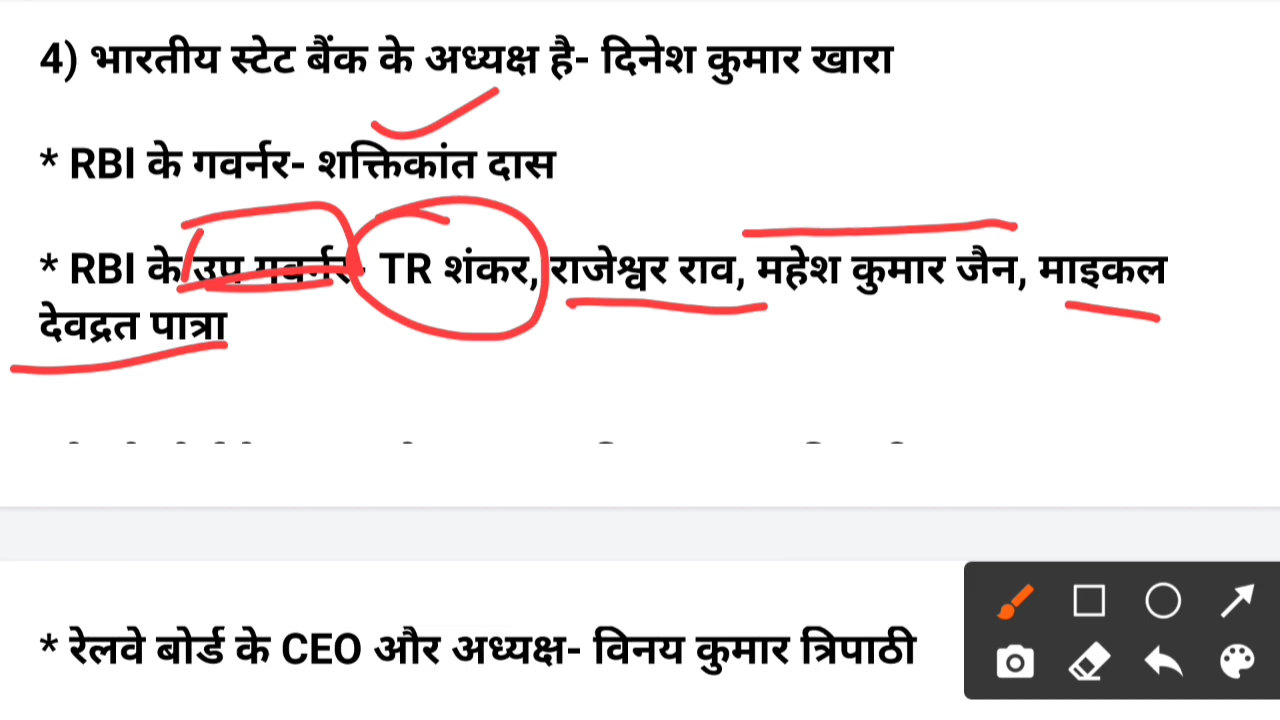 4) भारतीय स्टेट बैंक के अध्यक्ष है- दिनेश कुमार खारा
* RBI के गवर्नर- शक्तिकांत दास
* RBI के उप गवर्नर- TR शंकर, राजेश्वर राव, महेश कुमार जैन, माइकल
देवद्रत पात्रा
* रेलवे बोर्ड के CEO और अध्यक्ष- विनय कुमार त्रिपाठी